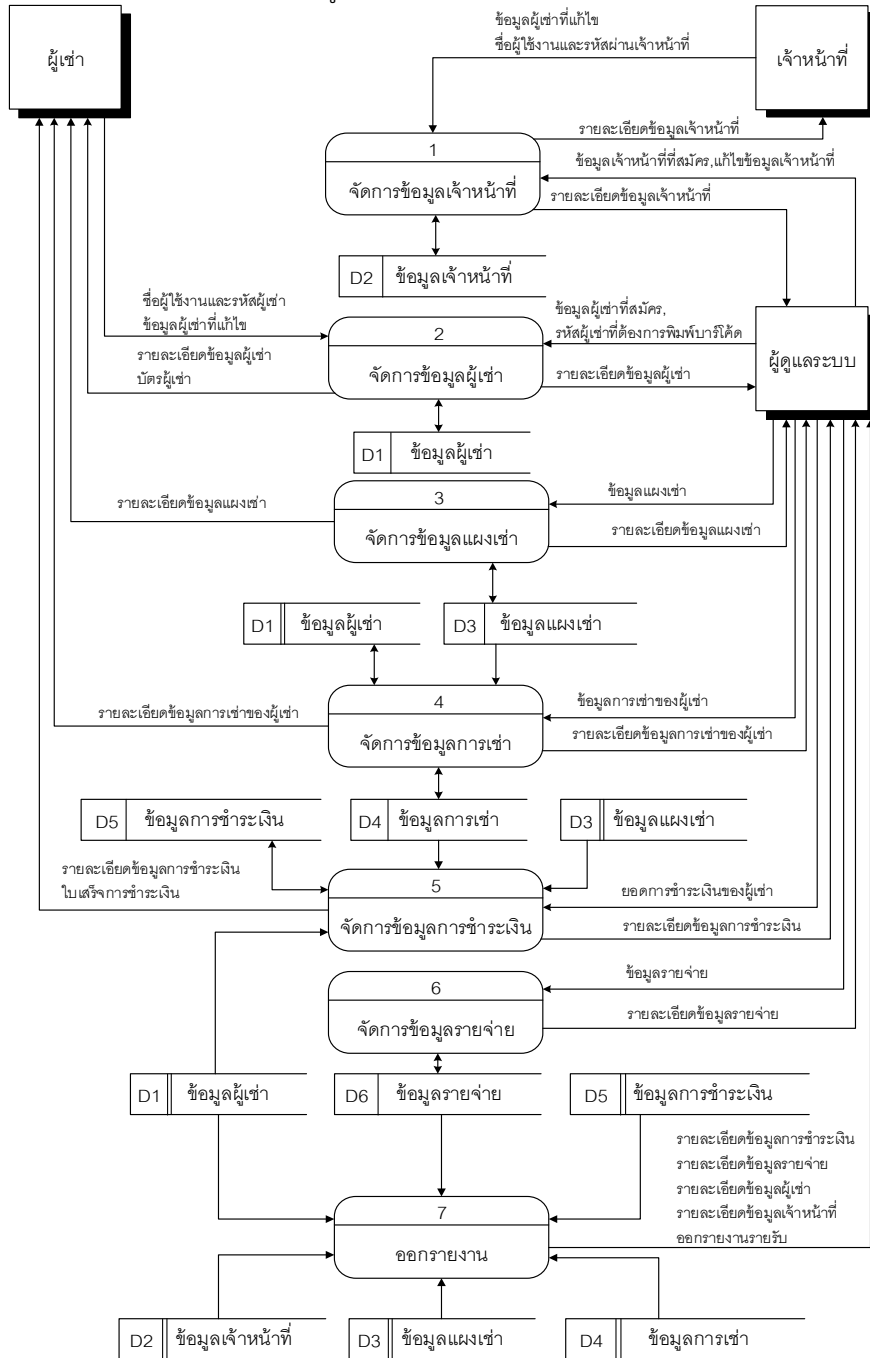 ข้อมูลผู้เช่าที่แก้ไข
ชื่อผู้ใช้งานและรหัสผ่านเจ้าหน้าที่
ผู้เช่า
เจ้าหน้าที่
รายละเอียดข้อมูลเจ้าหน้าที่
1
จัดการข้อมูลเจ้าหน้าที่
ข้อมูลเจ้าหน้าที่ที่สมัคร,แก้ไขข้อมูลเจ้าหน้าที่
รายละเอียดข้อมูลเจ้าหน้าที่
D2 ข้อมูลเจ้าหน้าที่
ชื่อผู้ใช้งานและรหัสผู้เช่า
ข้อมูลผู้เช่าที่แก้ไข
รายละเอียดข้อมูลผู้เช่า
บัตรผู้เช่า
2
จัดการข้อมูลผู้เช่า
ข้อมูลผู้เช่าที่สมัคร,
รหัสผู้เช่าที่ต้องการพิมพ์บาร์โค้ด
รายละเอียดข้อมูลผู้เช่า
ผู้ดูแลระบบ
D1 ข้อมูลผู้เช่า
รายละเอียดข้อมูลแผงเช่า
3
จัดการข้อมูลแผงเช่า
ข้อมูลแผงเช่า
รายละเอียดข้อมูลแผงเช่า
D1 ข้อมูลผู้เช่า
D3 ข้อมูลแผงเช่า
รายละเอียดข้อมูลการเช่าของผู้เช่า
4
จัดการข้อมูลการเช่า
ข้อมูลการเช่าของผู้เช่า
รายละเอียดข้อมูลการเช่าของผู้เช่า
D5 ข้อมูลการชำระเงิน
D4 ข้อมูลการเช่า
D3 ข้อมูลแผงเช่า
รายละเอียดข้อมูลการชำระเงิน
ใบเสร็จการชำระเงิน
5
จัดการข้อมูลการชำระเงิน
ยอดการชำระเงินของผู้เช่า
รายละเอียดข้อมูลการชำระเงิน
6
จัดการข้อมูลรายจ่าย
ข้อมูลรายจ่าย
รายละเอียดข้อมูลรายจ่าย
D1 ข้อมูลผู้เช่า
D6 ข้อมูลรายจ่าย
D5 ข้อมูลการชำระเงิน
รายละเอียดข้อมูลการชำระเงิน
รายละเอียดข้อมูลรายจ่าย
รายละเอียดข้อมูลผู้เช่า
รายละเอียดข้อมูลเจ้าหน้าที่
ออกรายงานรายรับ
7
ออกรายงาน
D2 ข้อมูลเจ้าหน้าที่
D3 ข้อมูลแผงเช่า
D4 ข้อมูลการเช่า